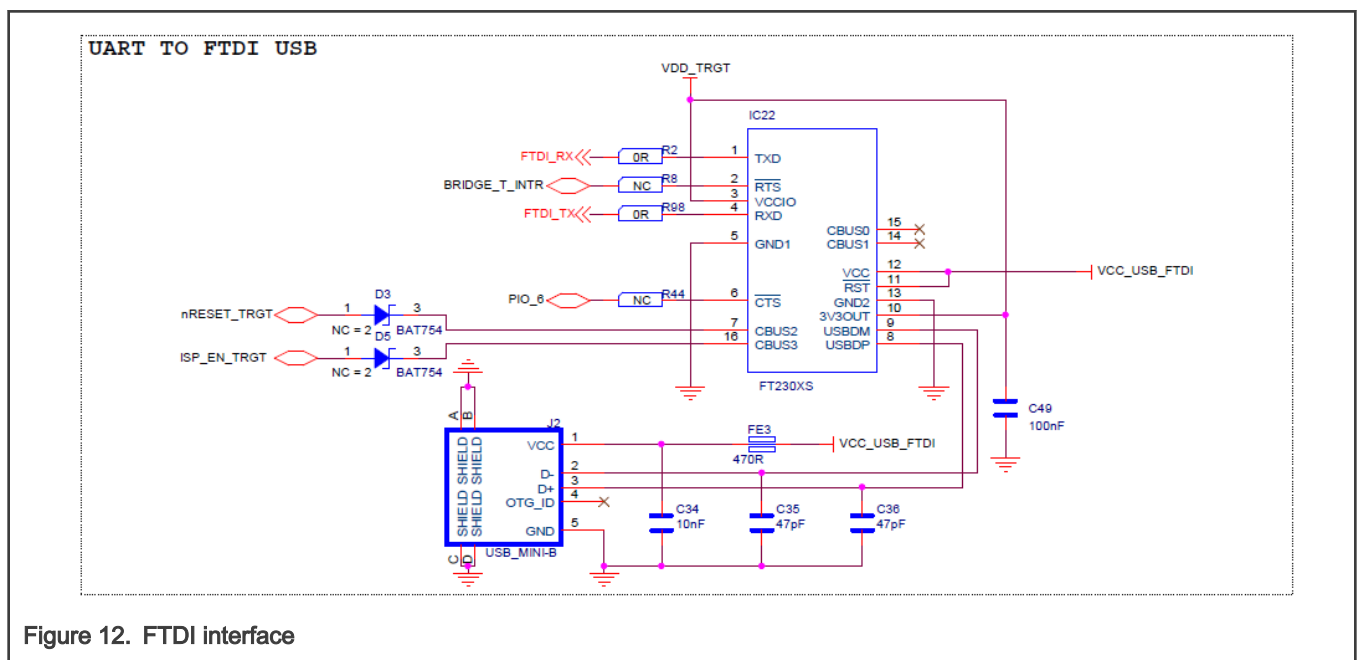 UART TO FTDI USB
VDD_TRGT
IC22
FTDI_RX 0R R2 1 TXD
BRIDGE_T_INTR NC R8 2 RTS
3 VCCIO
FTDI_TX 0R R98 4 RXD
15 CBUS0
14 CBUS1
5 GND1
12 VCC VCC_USB_FTDI
11 RST
13 GND2
PIO_6 NC R44 6 CTS
10 3V3OUT
9 USBDM
8 USBDP
D3
nRESET_TRGT 1 3 7 CBUS2
NC = 2 BAT754
D5
ISP_EN_TRGT 1 3 16 CBUS3
NC = 2 BAT754
FT230XS
C49
100nF
A B
J2
SHIELD SHIELD
SHIELD SHIELD
C D
VCC 1
FE3
470R
VCC_USB_FTDI
D- 2
D+ 3
OTG_ID 4
GND 5
USB_MINI-B
C34
10nF
C35
47pF
C36
47pF
Figure 12. FTDI interface